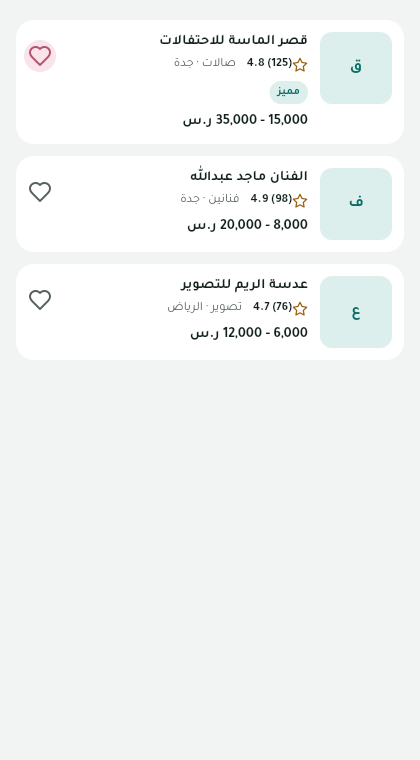 ق
قصر الماسة للاحتفالات
4.8 (125) صالات · جدة
مميز
15,000 - 35,000 ر.س
ف
الفنان ماجد عبدالله
4.9 (98) فنانين · جدة
8,000 - 20,000 ر.س
ع
عدسة الريم للتصوير
4.7 (76) تصوير · الرياض
6,000 - 12,000 ر.س